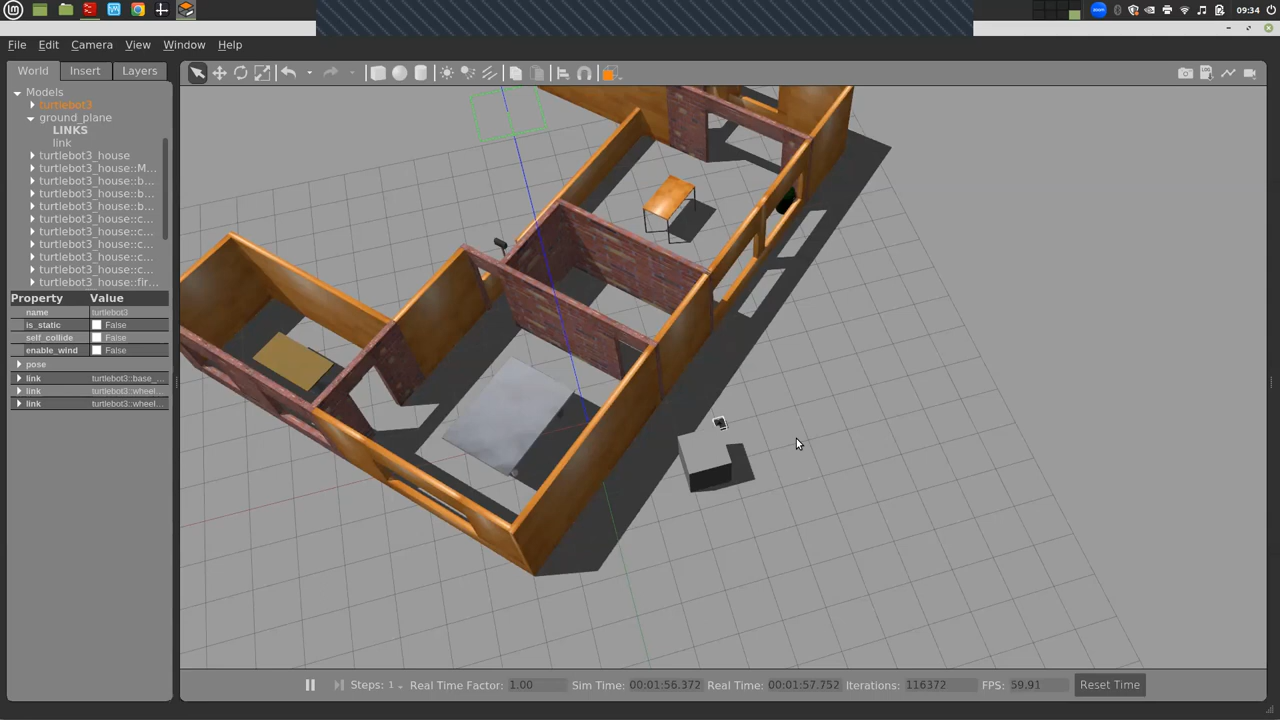 09:34
File Edit Camera View Window Help
World Insert Layers
Models
turtlebot3
ground_plane
LINKS
link
turtlebot3_house
turtlebot3_house::M...
turtlebot3_house::b...
turtlebot3_house::b...
turtlebot3_house::b...
turtlebot3_house::c...
turtlebot3_house::c...
turtlebot3_house::c...
turtlebot3_house::c...
turtlebot3_house::c...
turtlebot3_house::fir...
Property Value
name turtlebot3
is_static False
self_collide False
enable_wind False
pose
link turtlebot3::base_...
link turtlebot3::wheel...
link turtlebot3::wheel...
Steps: 1 Real Time Factor: 1.00 Sim Time: 00:01:56.372 Real Time: 00:01:57.752 Iterations: 116372 FPS: 59.91 Reset Time